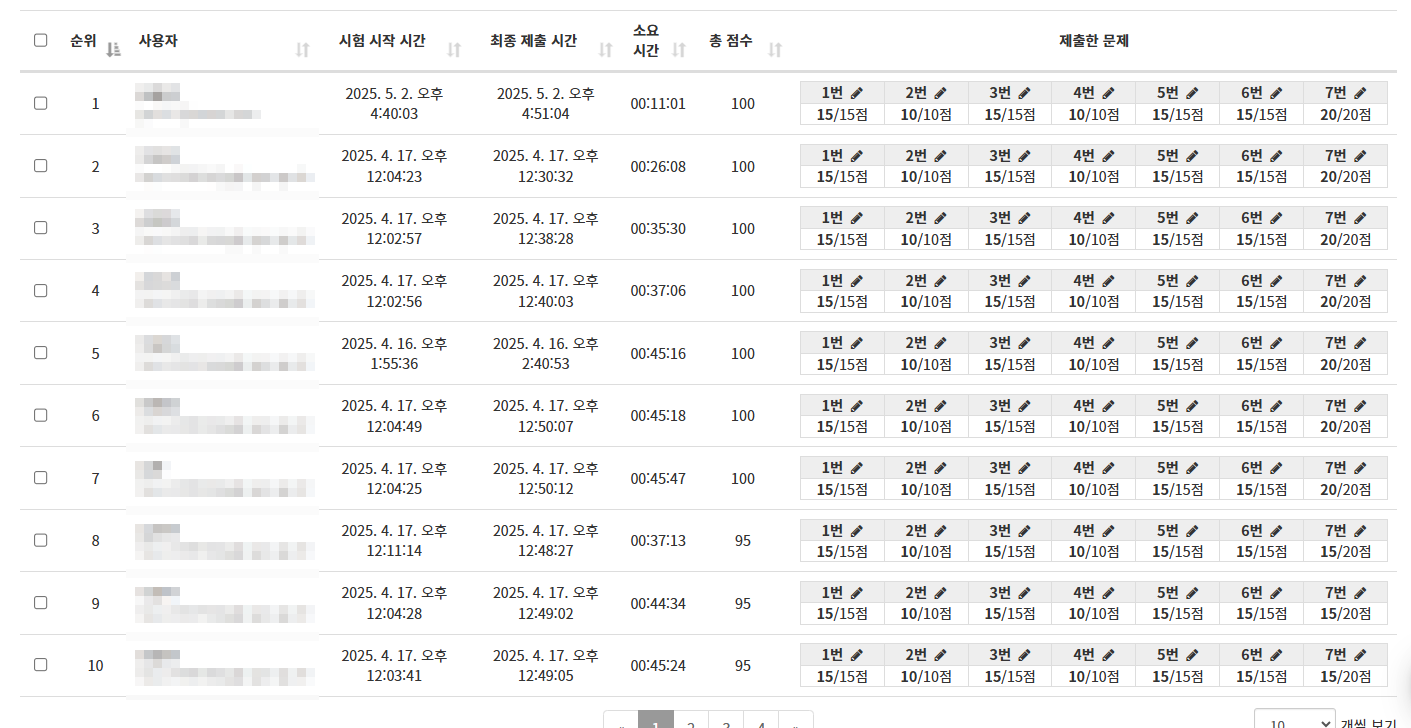 순위 사용자 시험 시작 시간 최종 제출 시간 소요 시간 총 점수 제출한 문제
1 2025. 5. 2. 오후 4:40:03 2025. 5. 2. 오후 4:51:04 00:11:01 100
1번 2번 3번 4번 5번 6번 7번
15/15점 10/10점 15/15점 10/10점 15/15점 15/15점 20/20점
2 2025. 4. 17. 오후 12:04:23 2025. 4. 17. 오후 12:30:32 00:26:08 100
1번 2번 3번 4번 5번 6번 7번
15/15점 10/10점 15/15점 10/10점 15/15점 15/15점 20/20점
3 2025. 4. 17. 오후 12:02:57 2025. 4. 17. 오후 12:38:28 00:35:30 100
1번 2번 3번 4번 5번 6번 7번
15/15점 10/10점 15/15점 10/10점 15/15점 15/15점 20/20점
4 2025. 4. 17. 오후 12:02:56 2025. 4. 17. 오후 12:40:03 00:37:06 100
1번 2번 3번 4번 5번 6번 7번
15/15점 10/10점 15/15점 10/10점 15/15점 15/15점 20/20점
5 2025. 4. 16. 오후 1:55:36 2025. 4. 16. 오후 2:40:53 00:45:16 100
1번 2번 3번 4번 5번 6번 7번
15/15점 10/10점 15/15점 10/10점 15/15점 15/15점 20/20점
6 2025. 4. 17. 오후 12:04:49 2025. 4. 17. 오후 12:50:07 00:45:18 100
1번 2번 3번 4번 5번 6번 7번
15/15점 10/10점 15/15점 10/10점 15/15점 15/15점 20/20점
7 2025. 4. 17. 오후 12:04:25 2025. 4. 17. 오후 12:50:12 00:45:47 100
1번 2번 3번 4번 5번 6번 7번
15/15점 10/10점 15/15점 10/10점 15/15점 15/15점 20/20점
8 2025. 4. 17. 오후 12:11:14 2025. 4. 17. 오후 12:48:27 00:37:13 95
1번 2번 3번 4번 5번 6번 7번
15/15점 10/10점 15/15점 10/10점 15/15점 15/15점 15/20점
9 2025. 4. 17. 오후 12:04:28 2025. 4. 17. 오후 12:49:02 00:44:34 95
1번 2번 3번 4번 5번 6번 7번
15/15점 10/10점 15/15점 10/10점 15/15점 15/15점 15/20점
10 2025. 4. 17. 오후 12:03:41 2025. 4. 17. 오후 12:49:05 00:45:24 95
1번 2번 3번 4번 5번 6번 7번
15/15점 10/10점 15/15점 10/10점 15/15점 15/15점 15/20점
« 1 2 3 4 » 10 개씩 보기